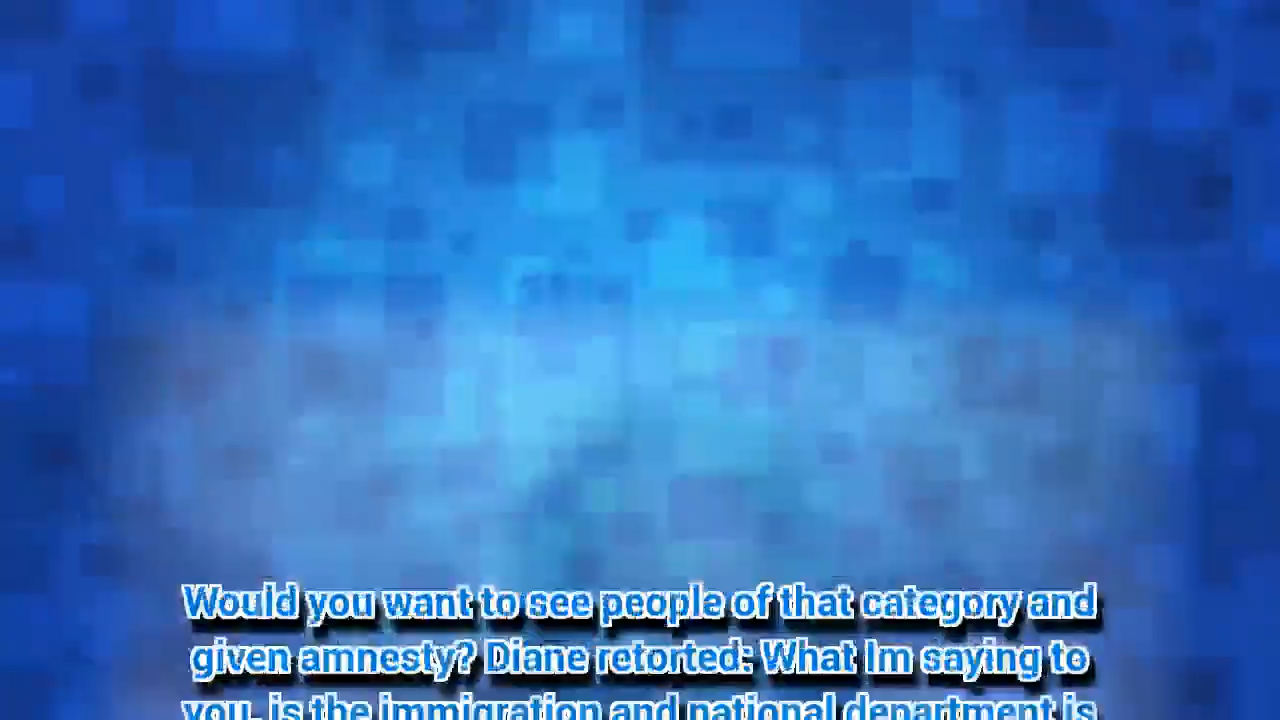 Would you want to see people of that category and
given amnesty? Diane retorted: What Im saying to
you, is the immigration and national department is